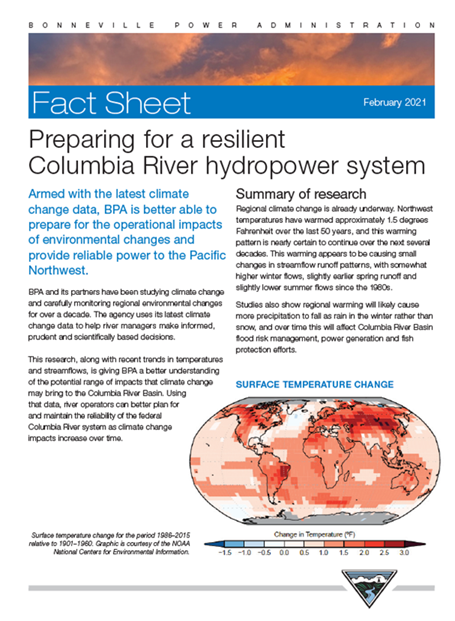 BONNEVILLE POWER ADMINISTRATION
Fact Sheet
February 2021
Preparing for a resilient
Columbia River hydropower system
Armed with the latest climate
change data, BPA is better able to
prepare for the operational impacts
of environmental changes and
provide reliable power to the Pacific
Northwest.
BPA and its partners have been studying climate change
and carefully monitoring regional environmental changes
for over a decade. The agency uses its latest climate
change data to help river managers make informed,
prudent and scientifically based decisions.
This research, along with recent trends in temperatures
and streamflows, is giving BPA a better understanding
of the potential range of impacts that climate change
may bring to the Columbia River Basin. Using
that data, river operators can better plan for
and maintain the reliability of the federal
Columbia River system as climate change
impacts increase over time.
Summary of research
Regional climate change is already underway. Northwest
temperatures have warmed approximately 1.5 degrees
Fahrenheit over the last 50 years, and this warming
pattern is nearly certain to continue over the next several
decades. This warming appears to be causing small
changes in streamflow runoff patterns, with somewhat
higher winter flows, slightly earlier spring runoff and
slightly lower summer flows since the 1980s.
Studies also show regional warming will likely cause
more precipitation to fall as rain in the winter rather than
snow, and over time this will affect Columbia River Basin
flood risk management, power generation and fish
protection efforts.
SURFACE TEMPERATURE CHANGE
Surface temperature change for the period 1986–2015
relative to 1901–1960. Graphic is courtesy of the NOAA
National Centers for Environmental Information.
Change in Temperature (°F)
−1.5 −1.0 −0.5 0.0 0.5 1.0 1.5 2.0 2.5 3.0